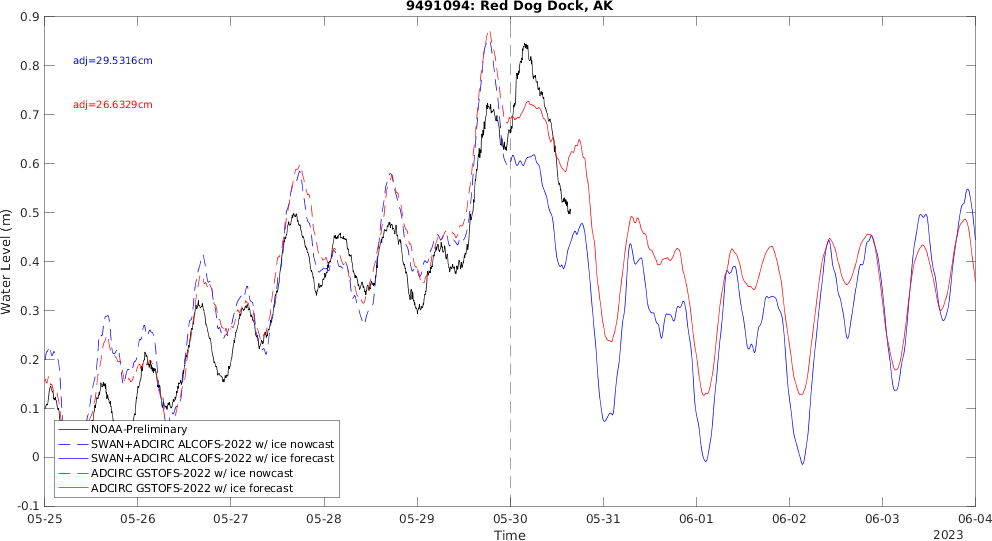 9491094: Red Dog Dock, AK
0.9
0.8
0.7
0.6
0.5
0.4
0.3
0.2
0.1
0
-0.1
Water Level (m)
adj=29.5316cm
adj=26.6329cm
NOAA-Preliminary
SWAN+ADCIRC ALCOFS-2022 w/ ice nowcast
SWAN+ADCIRC ALCOFS-2022 w/ ice forecast
ADCIRC GSTOFS-2022 w/ ice nowcast
ADCIRC GSTOFS-2022 w/ ice forecast
05-25 05-26 05-27 05-28 05-29 05-30 05-31 06-01 06-02 06-03 06-04
Time
2023